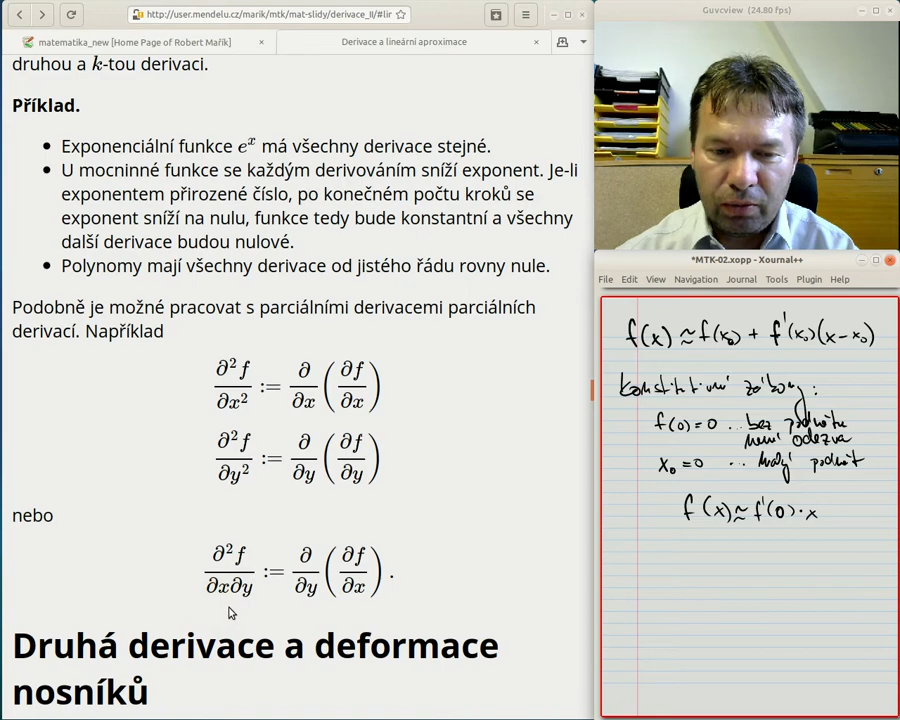 http://user.mendelu.cz/marik/mtk/mat-slidy/derivace_II/#lir
matematika_new [Home Page of Robert Mařík]
Derivace a lineární aproximace
druhou a k-tou derivaci.
Příklad.
• Exponenciální funkce e^x má všechny derivace stejné.
• U mocninné funkce se každým derivováním sníží exponent. Je-li
exponentem přirozené číslo, po konečném počtu kroků se
exponent sníží na nulu, funkce tedy bude konstantní a všechny
další derivace budou nulové.
• Polynomy mají všechny derivace od jistého řádu rovny nule.
Podobně je možné pracovat s parciálními derivacemi parciálních
derivací. Například
∂²f/∂x² := ∂/∂x (∂f/∂x)
∂²f/∂y² := ∂/∂y (∂f/∂y)
nebo
∂²f/∂x∂y := ∂/∂y (∂f/∂x).
Druhá derivace a deformace
nosníků
Guvcview (24.80 fps)
*MTK-02.xopp - Xournal++
File Edit View Navigation Journal Tools Plugin Help
f(x) ≈ f(x₀) + f'(x₀)(x-x₀)
konstitutivní zákony:
f(0)=0 .. bez podnětu
není odezva
x₀=0 .. malý podnět
f(x) ≈ f'(0)·x